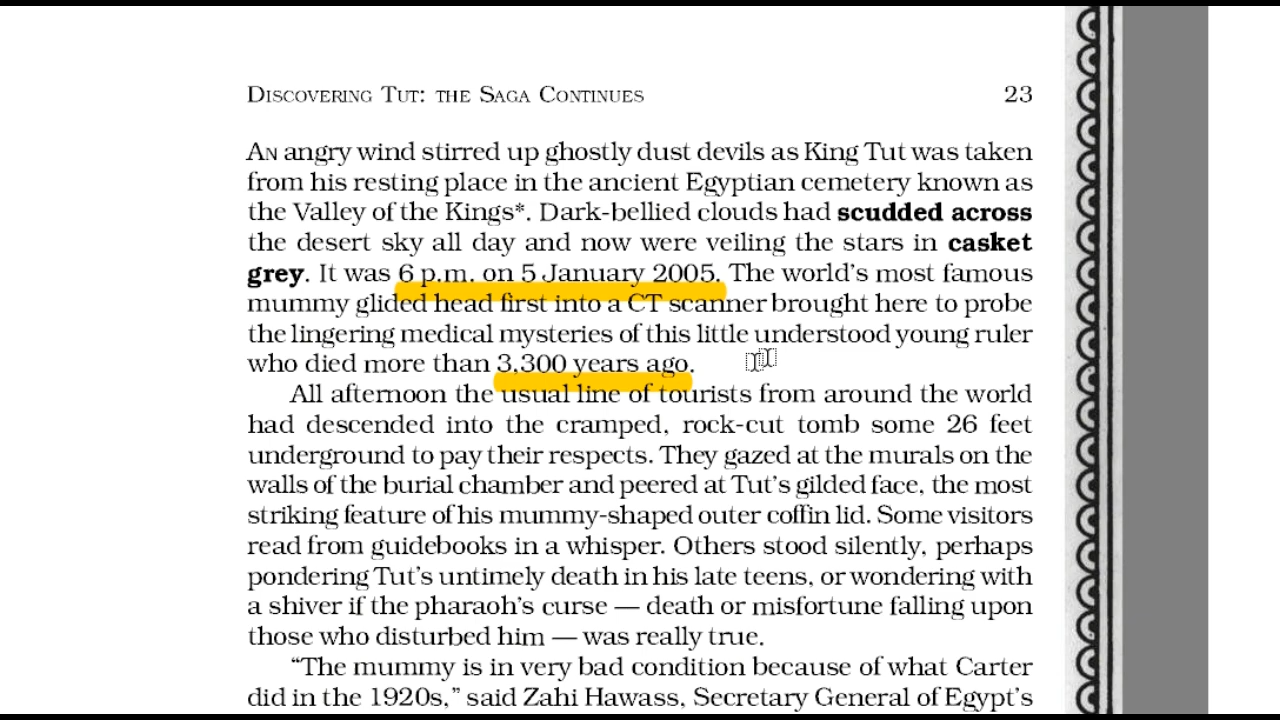 DISCOVERING TUT: THE SAGA CONTINUES 23
AN angry wind stirred up ghostly dust devils as King Tut was taken
from his resting place in the ancient Egyptian cemetery known as
the Valley of the Kings*. Dark-bellied clouds had scudded across
the desert sky all day and now were veiling the stars in casket
grey. It was 6 p.m. on 5 January 2005. The world's most famous
mummy glided head first into a CT scanner brought here to probe
the lingering medical mysteries of this little understood young ruler
who died more than 3,300 years ago.
All afternoon the usual line of tourists from around the world
had descended into the cramped, rock-cut tomb some 26 feet
underground to pay their respects. They gazed at the murals on the
walls of the burial chamber and peered at Tut's gilded face, the most
striking feature of his mummy-shaped outer coffin lid. Some visitors
read from guidebooks in a whisper. Others stood silently, perhaps
pondering Tut's untimely death in his late teens, or wondering with
a shiver if the pharaoh's curse — death or misfortune falling upon
those who disturbed him — was really true.
“The mummy is in very bad condition because of what Carter
did in the 1920s,” said Zahi Hawass, Secretary General of Egypt's